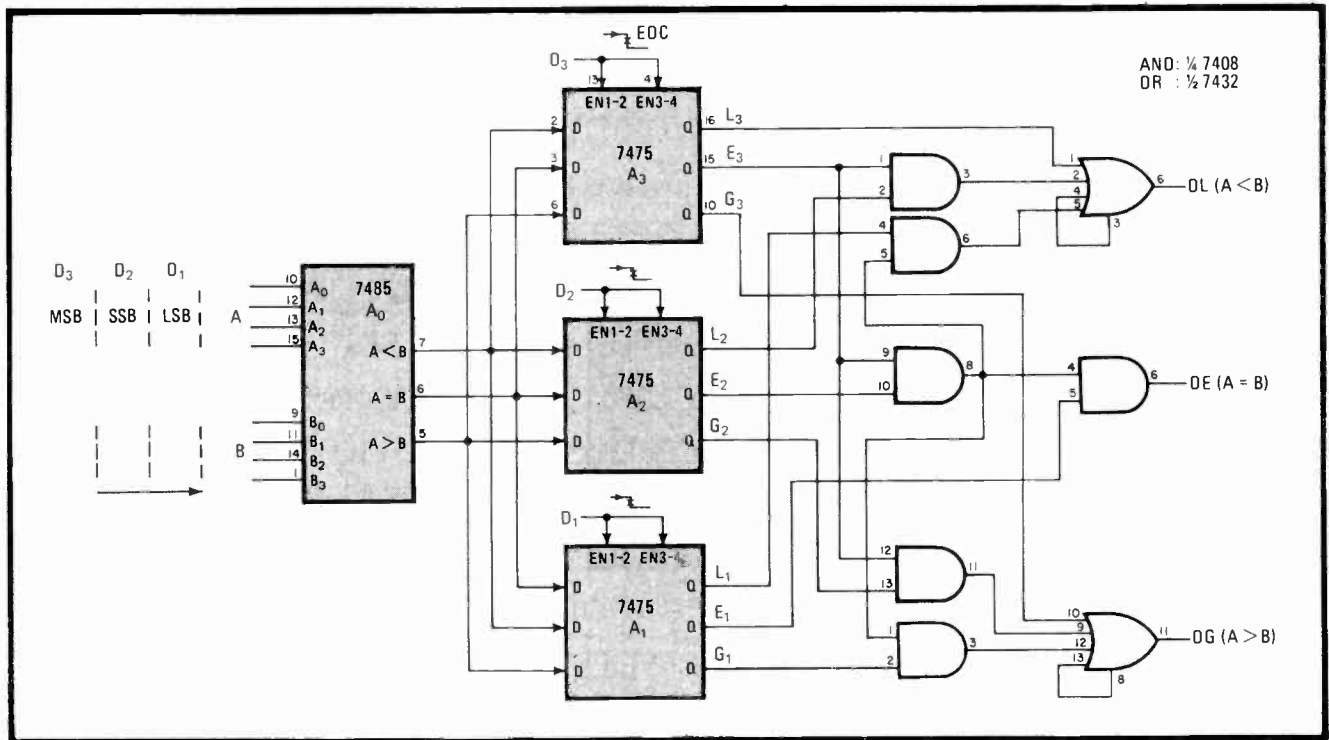 EOC
D₃
13 4
EN1-2 EN3-4
AND: ¼ 7408
OR : ½ 7432
2 D Q 16 L₃
7475
3 D A₃ Q 15 E₃
6 D Q 10 G₃
1
2
3
4
5
6
1
2
4
5
3
6
OL (A < B)
D₃ D₂ D₁
MSB SSB LSB
A
10 A₀
12 A₁
13 A₂
15 A₃
7485
A₀
A < B 7
A = B 6
A > B 5
B
9 B₀
11 B₁
14 B₂
1 B₃
D₂
EN1-2 EN3-4
D Q L₂
7475
D A₂ Q E₂
D Q G₂
9
10
8
4
5
6
OE (A = B)
D₁
EN1-2 EN3-4
D Q L₁
7475
D A₁ Q E₁
D Q G₁
12
13
11
1
2
3
10
9
12
13
8
11
OG (A > B)